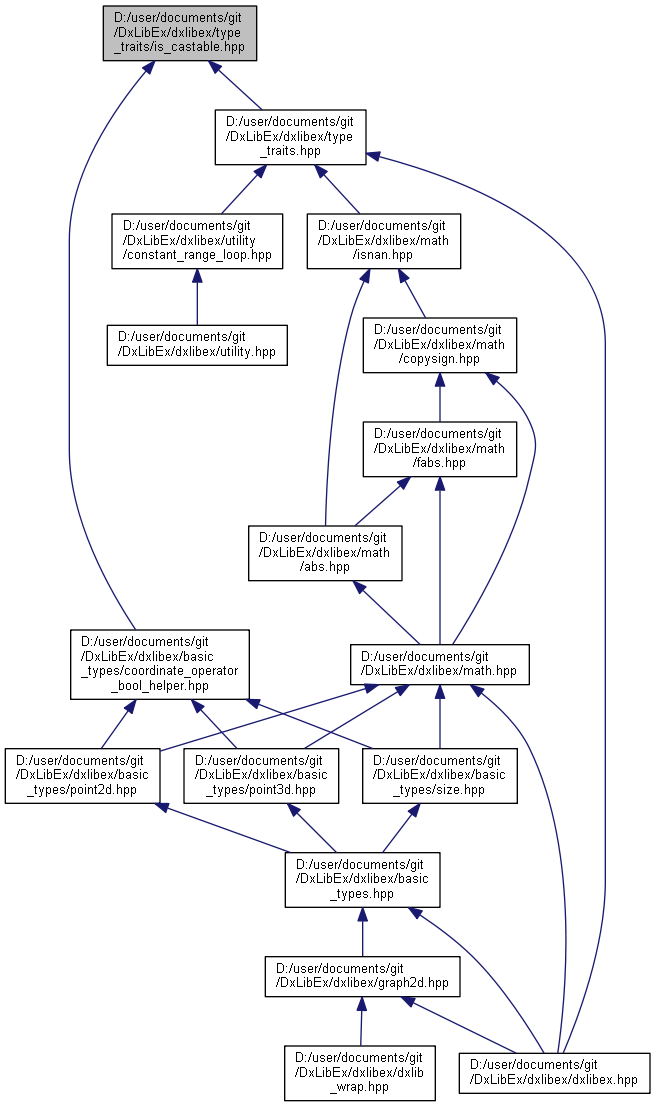 D:/user/documents/git
/DxLibEx/dxlibex/type
_traits/is_castable.hpp
D:/user/documents/git
/DxLibEx/dxlibex/type
_traits.hpp
D:/user/documents/git
/DxLibEx/dxlibex/utility
/constant_range_loop.hpp
D:/user/documents/git
/DxLibEx/dxlibex/math
/isnan.hpp
D:/user/documents/git
/DxLibEx/dxlibex/utility.hpp
D:/user/documents/git
/DxLibEx/dxlibex/math
/copysign.hpp
D:/user/documents/git
/DxLibEx/dxlibex/math
/fabs.hpp
D:/user/documents/git
/DxLibEx/dxlibex/math
/abs.hpp
D:/user/documents/git
/DxLibEx/dxlibex/basic
_types/coordinate_operator
_bool_helper.hpp
D:/user/documents/git
/DxLibEx/dxlibex/math.hpp
D:/user/documents/git
/DxLibEx/dxlibex/basic
_types/point2d.hpp
D:/user/documents/git
/DxLibEx/dxlibex/basic
_types/point3d.hpp
D:/user/documents/git
/DxLibEx/dxlibex/basic
_types/size.hpp
D:/user/documents/git
/DxLibEx/dxlibex/basic
_types.hpp
D:/user/documents/git
/DxLibEx/dxlibex/graph2d.hpp
D:/user/documents/git
/DxLibEx/dxlibex/dxlib
_wrap.hpp
D:/user/documents/git
/DxLibEx/dxlibex/dxlibex.hpp